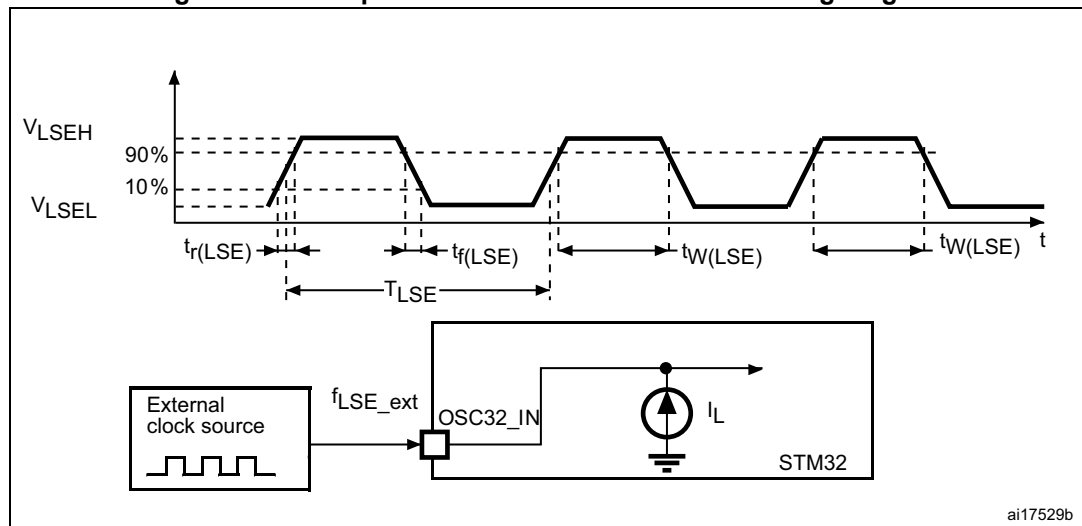 VLSEH
90%
10%
VLSEL
tr(LSE)
tf(LSE)
tW(LSE)
tW(LSE)
t
TLSE
External
clock source
fLSE_ext
OSC32_IN
IL
STM32
ai17529b